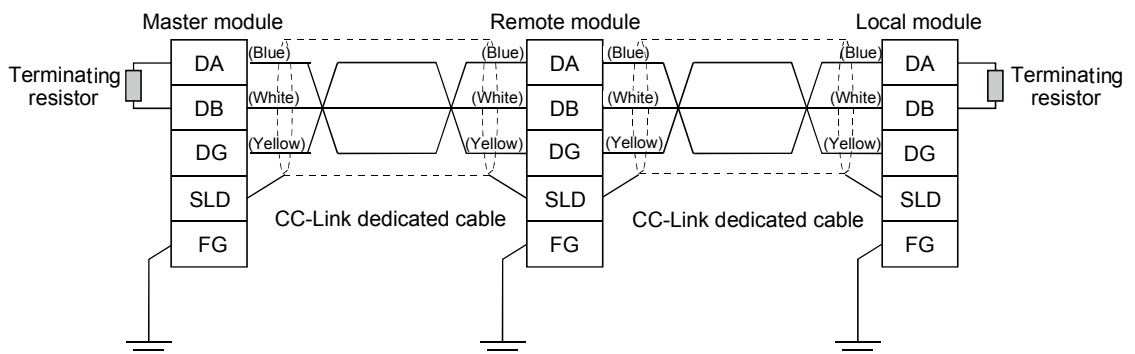 Master module
Remote module
Local module
Terminating
resistor
DA
(Blue)
(Blue)
DA
(Blue)
(Blue)
DA
Terminating
resistor
DB
(White)
(White)
DB
(White)
(White)
DB
DG
(Yellow)
(Yellow)
DG
(Yellow)
(Yellow)
DG
SLD
SLD
SLD
CC-Link dedicated cable
CC-Link dedicated cable
FG
FG
FG